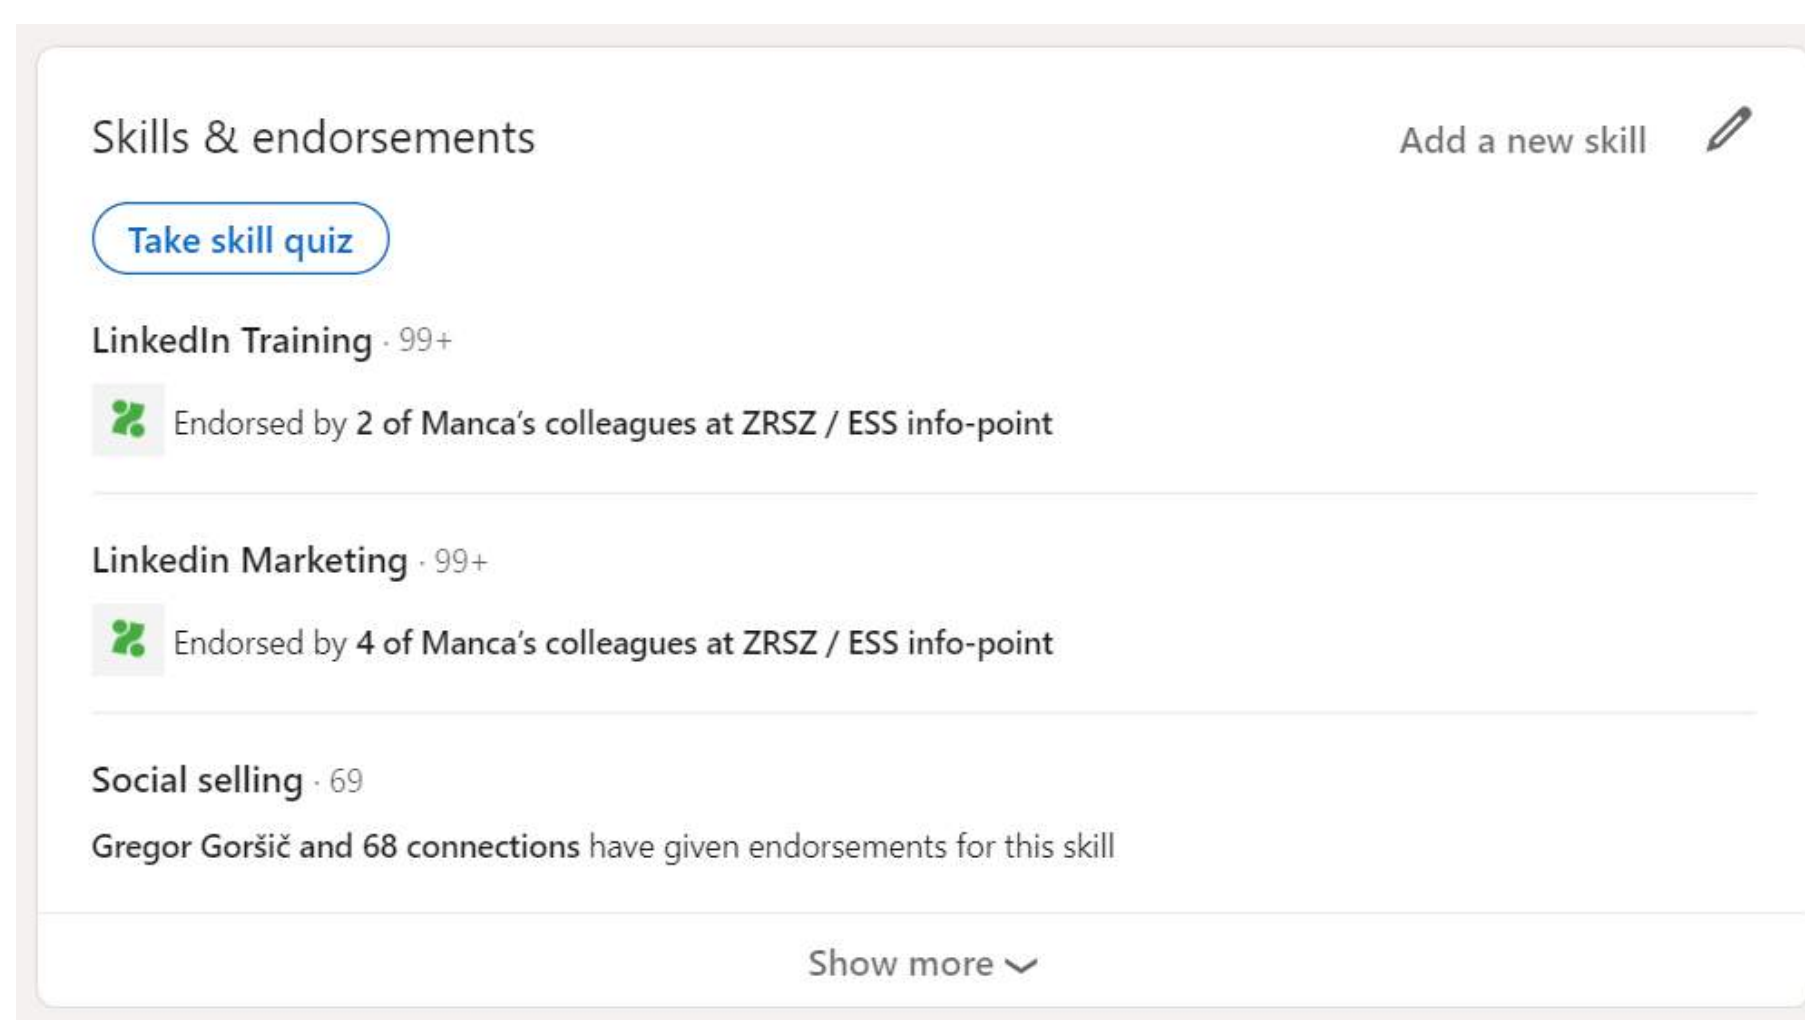 Skills & endorsements
Add a new skill
Take skill quiz
LinkedIn Training · 99+
Endorsed by 2 of Manca's colleagues at ZRSZ / ESS info-point
Linkedin Marketing · 99+
Endorsed by 4 of Manca's colleagues at ZRSZ / ESS info-point
Social selling · 69
Gregor Goršič and 68 connections have given endorsements for this skill
Show more